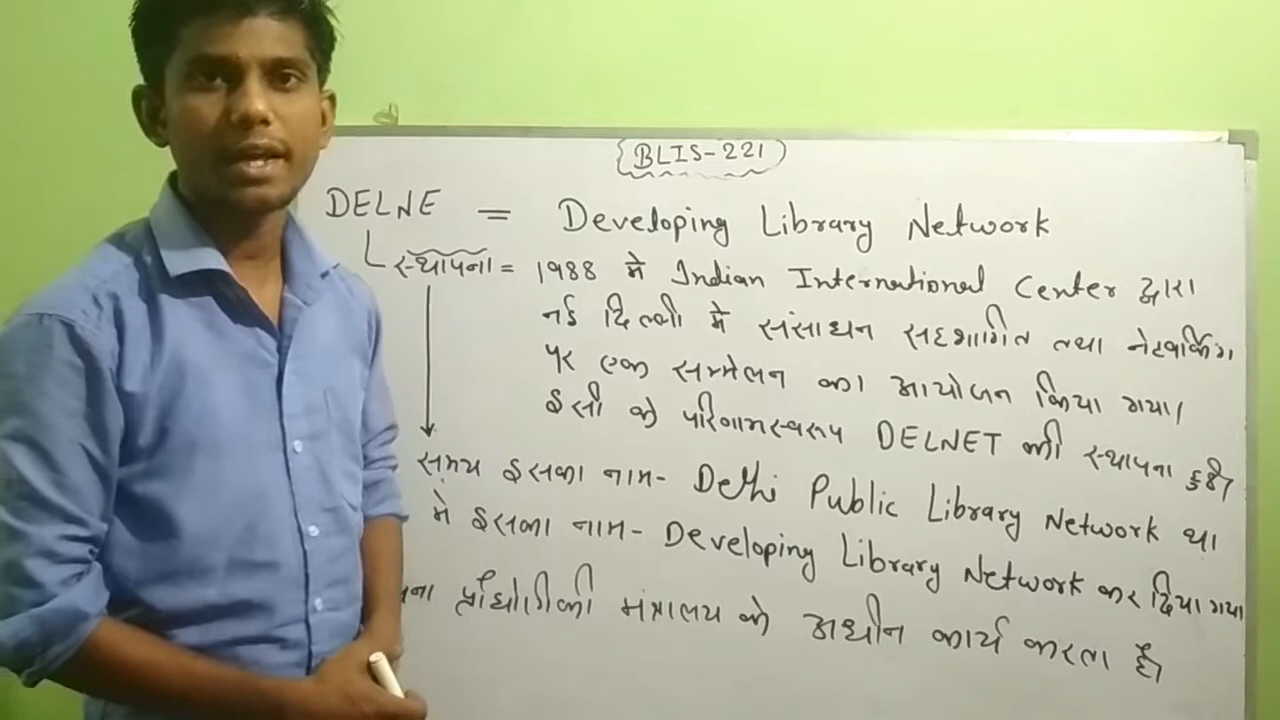 BLIS-221
DELNE = Developing Library Network
स्थापना = 1988 मे Indian International Center द्वारा
नई दिल्ली मे संसाधन सहभागित तथा नेटवर्किंग
पर एक सम्मेलन का आयोजन किया गया।
इसी के परिणामस्वरूप DELNET की स्थापना हुई।
समय इसका नाम- Delhi Public Library Network था
मे इसका नाम- Developing Library Network कर दिया गया
चना प्रौधोगिकी मंत्रालय के अधीन कार्य करता है।